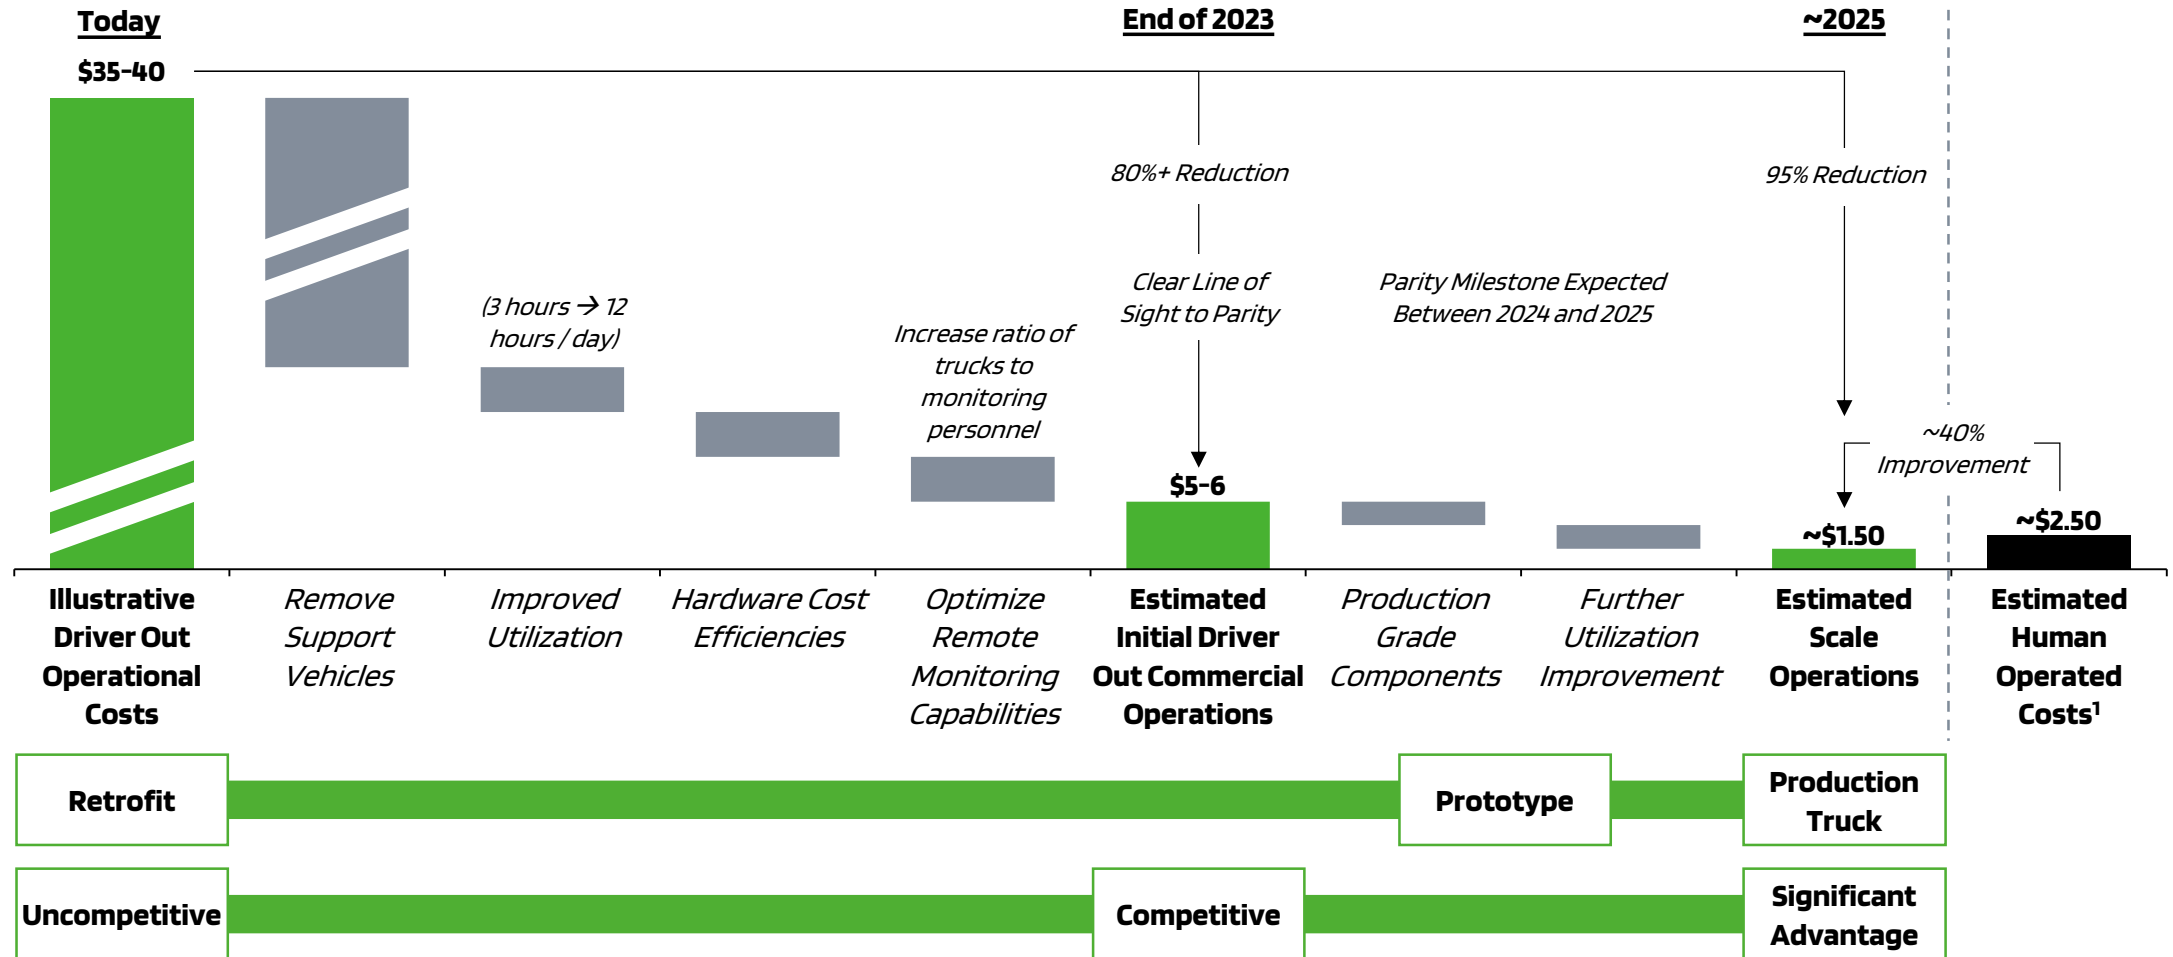 Today
End of 2023
~2025
$35-40
80%+ Reduction
95% Reduction
Clear Line of
Sight to Parity
Parity Milestone Expected
Between 2024 and 2025
(3 hours → 12
hours / day)
Increase ratio of
trucks to
monitoring
personnel
~40%
Improvement
$5-6
~$1.50
~$2.50
Illustrative
Driver Out
Operational
Costs
Remove
Support
Vehicles
Improved
Utilization
Hardware Cost
Efficiencies
Optimize
Remote
Monitoring
Capabilities
Estimated
Initial Driver
Out Commercial
Operations
Production
Grade
Components
Further
Utilization
Improvement
Estimated
Scale
Operations
Estimated
Human
Operated
Costs¹
Retrofit
Prototype
Production
Truck
Uncompetitive
Competitive
Significant
Advantage